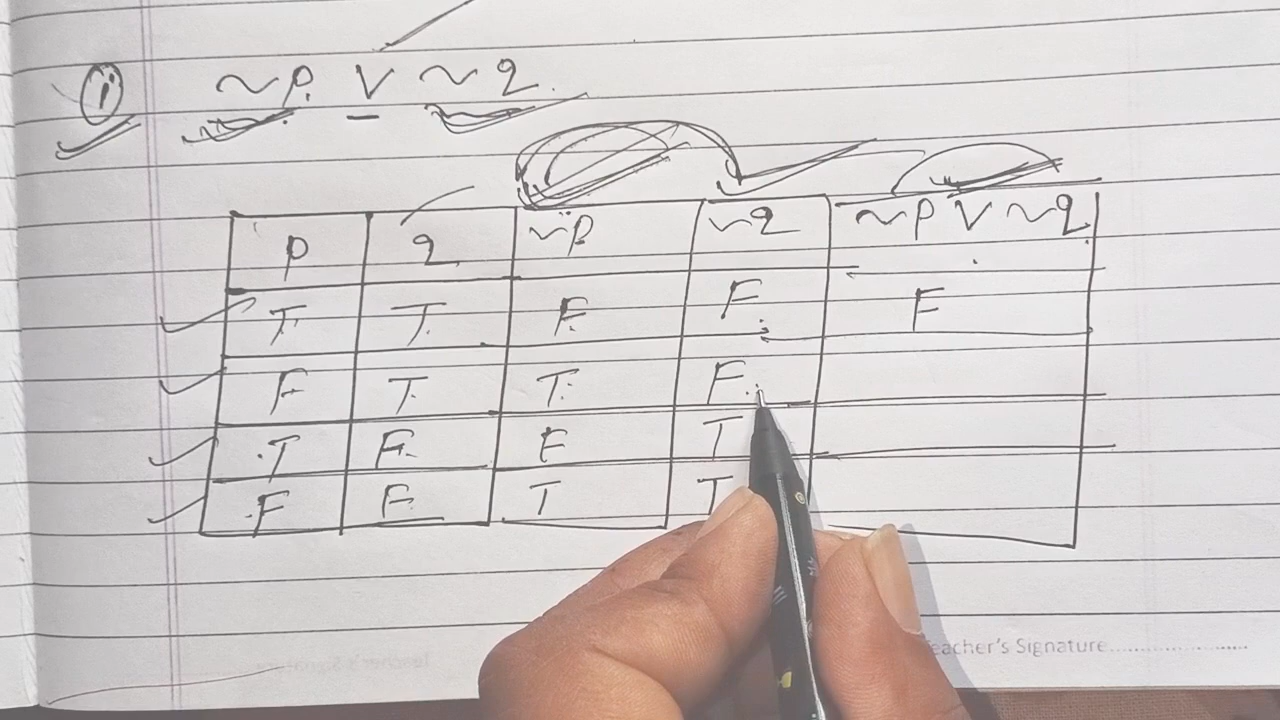 (i) ~p ∨ ~q.
p q ~p ~q ~p ∨ ~q
T T F F F
F T T F
T F F T
F F T T
Teacher's Signature